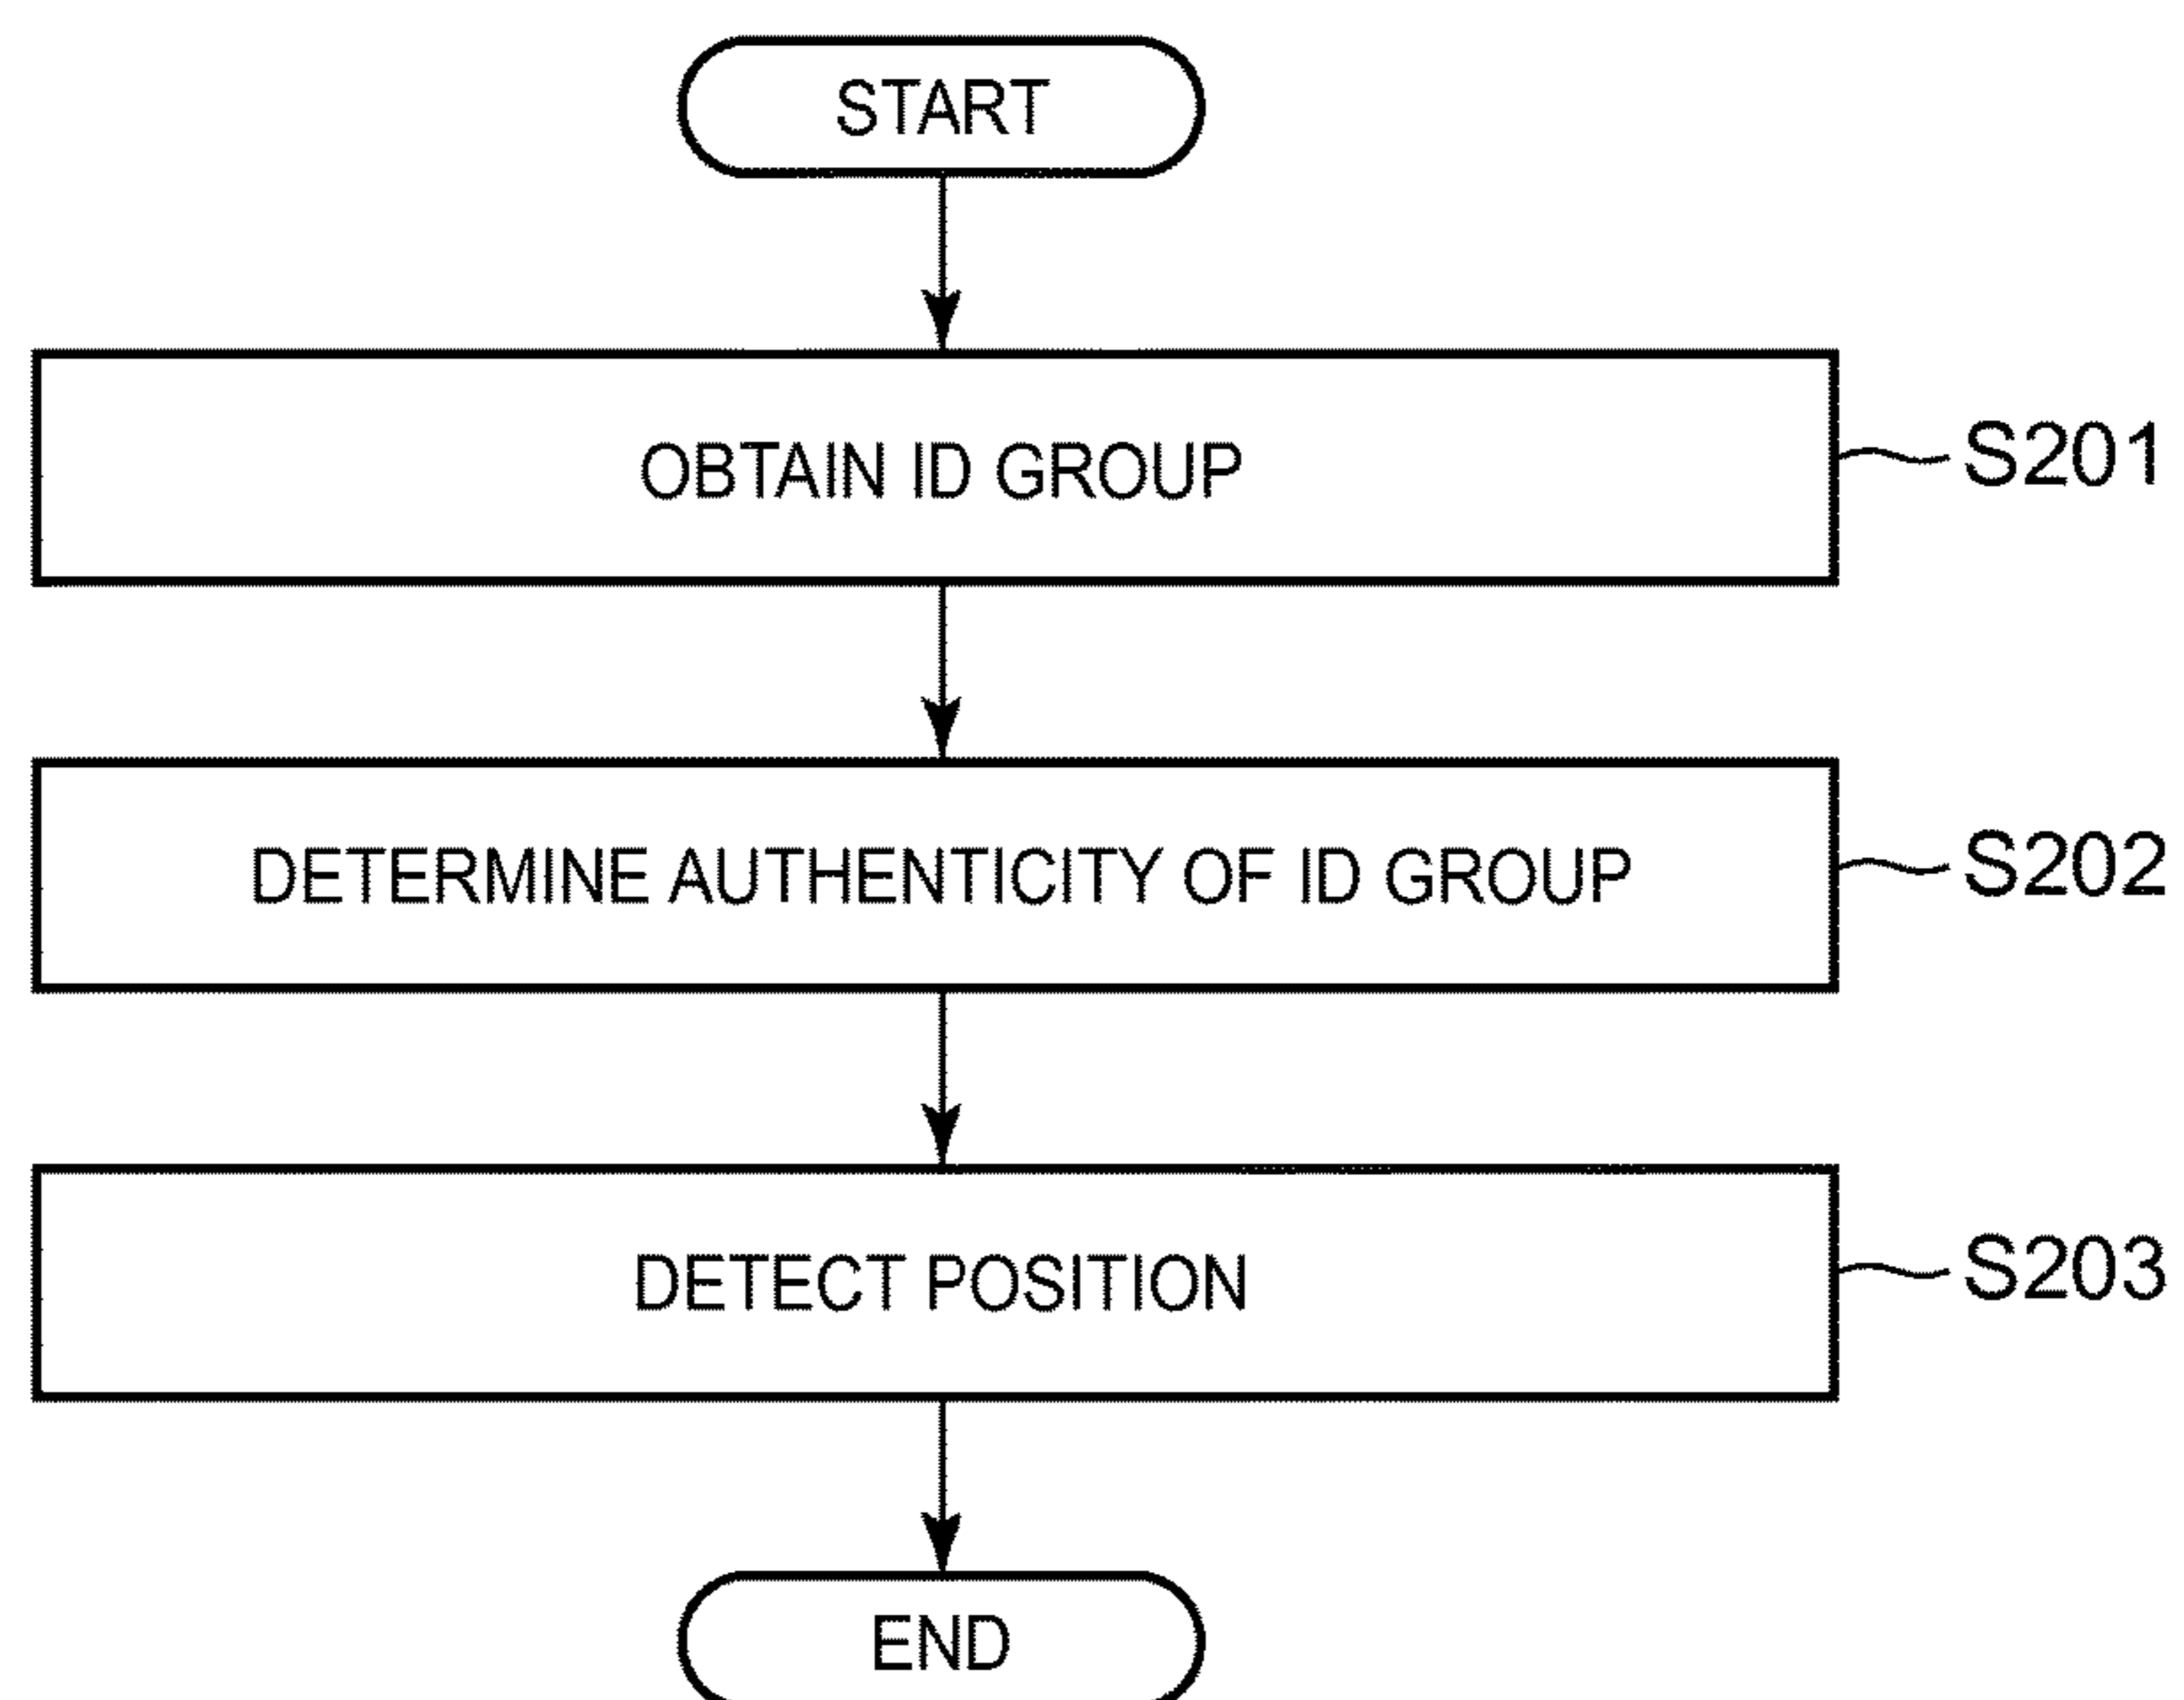 START
OBTAIN ID GROUP
S201
DETERMINE AUTHENTICITY OF ID GROUP
S202
DETECT POSITION
S203
END